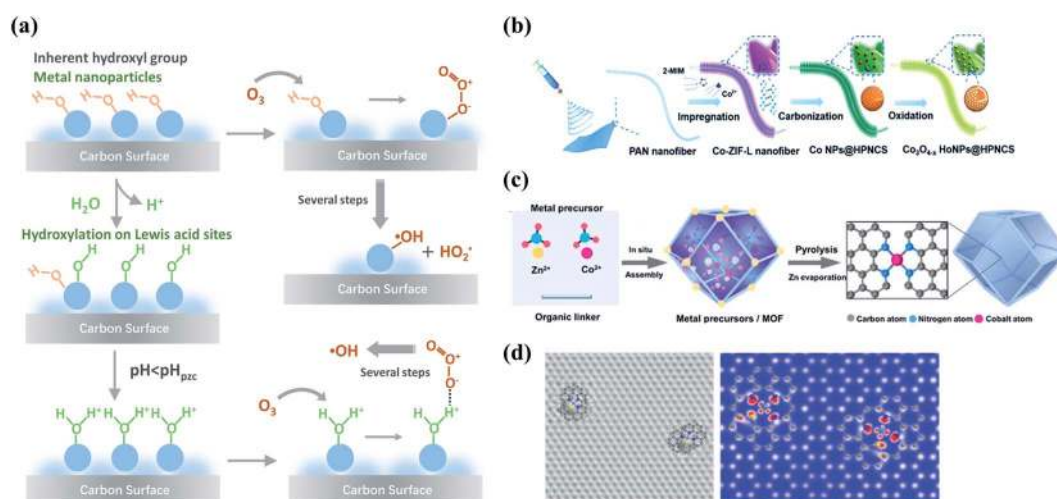 (a)
Inherent hydroxyl group
Metal nanoparticles
H O H O H O
Carbon Surface
O₃
H O
O O⁺ O⁻
Carbon Surface
H₂O H⁺
Several steps
Hydroxylation on Lewis acid sites
H O H O H O H O
Carbon Surface
•OH + HO₂•
Carbon Surface
pH<pHpzc
•OH
Several steps
O O⁺ O⁻
O₃
H H⁺ O H H⁺ O H H⁺ O
Carbon Surface
H H⁺ O H H⁺ O
Carbon Surface
(b)
2-MIM
Co²⁺
Impregnation
Carbonization
Oxidation
PAN nanofiber
Co-ZIF-L nanofiber
Co NPs@HPNCS
Co₃O₄₋ₓ HoNPs@HPNCS
(c)
Metal precursor
Zn²⁺
Co²⁺
Organic linker
In situ
Assembly
Metal precursors / MOF
Pyrolysis
Zn evaporation
Carbon atom
Nitrogen atom
Cobalt atom
(d)